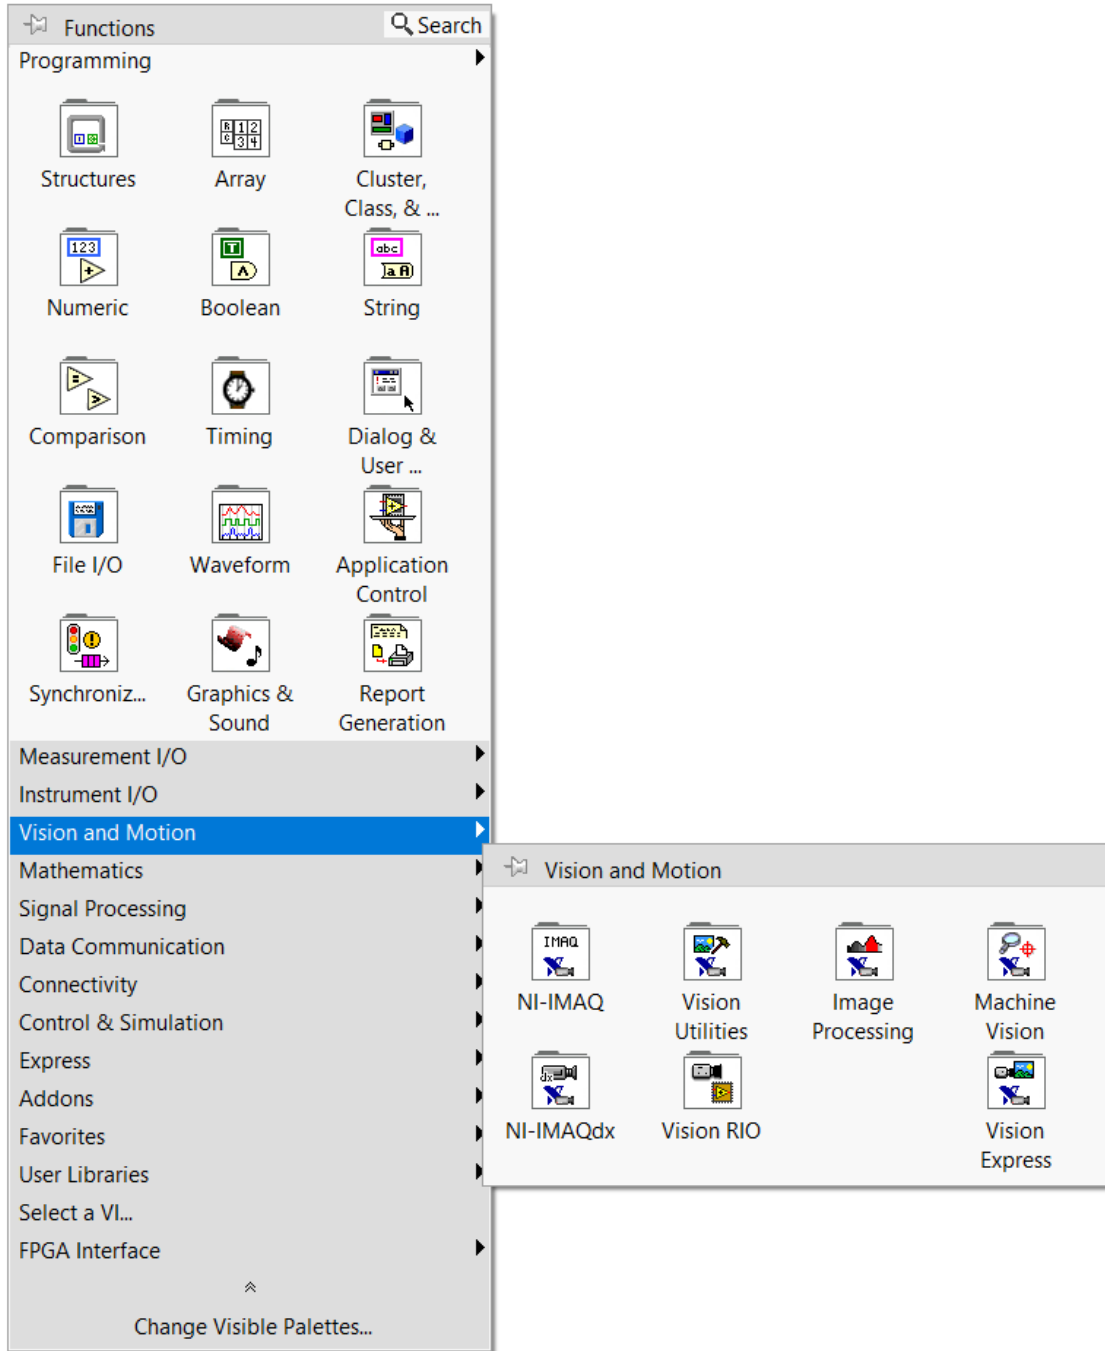 Functions
Search
Programming
Structures
Array
Cluster,
Class, & ...
Numeric
Boolean
String
Comparison
Timing
Dialog &
User ...
File I/O
Waveform
Application
Control
Synchroniz...
Graphics &
Sound
Report
Generation
Measurement I/O
Instrument I/O
Vision and Motion
Mathematics
Signal Processing
Data Communication
Connectivity
Control & Simulation
Express
Addons
Favorites
User Libraries
Select a VI...
FPGA Interface
Change Visible Palettes...
Vision and Motion
IMAQ
NI-IMAQ
Vision
Utilities
Image
Processing
Machine
Vision
dx
NI-IMAQdx
Vision RIO
Vision
Express